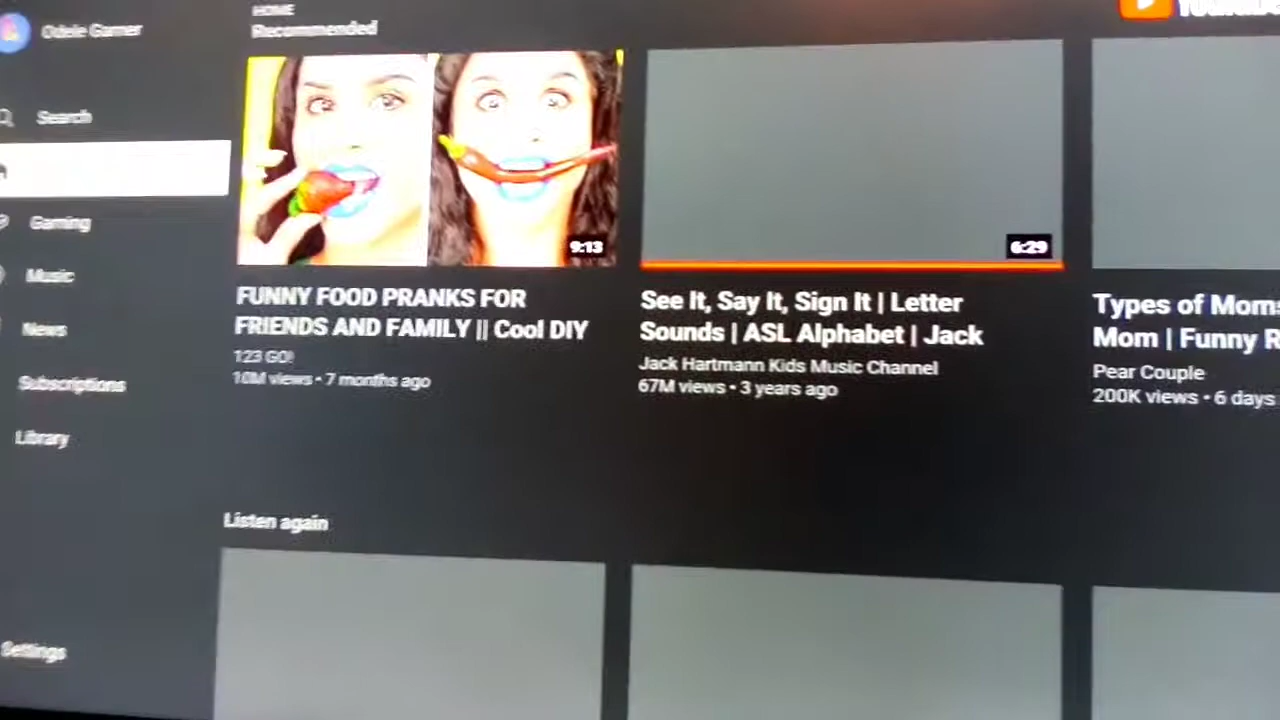 Odele Gamer
HOME
Recommended
Search
Gaming
Music
News
Subscriptions
Library
Settings
9:13
FUNNY FOOD PRANKS FOR
FRIENDS AND FAMILY || Cool DIY
123 GO!
10M views • 7 months ago
6:29
See It, Say It, Sign It | Letter
Sounds | ASL Alphabet | Jack
Jack Hartmann Kids Music Channel
67M views • 3 years ago
Types of Moms
Mom | Funny R
Pear Couple
200K views • 6 days
Listen again